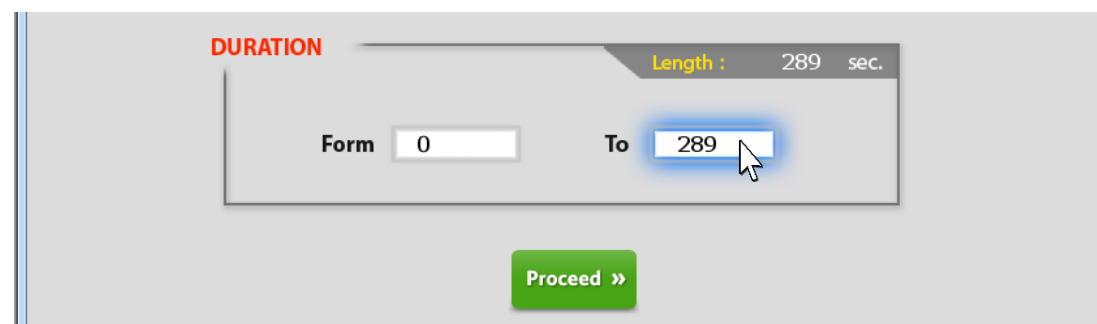 DURATION
Length : 289 sec.
Form 0 To 289
Proceed »